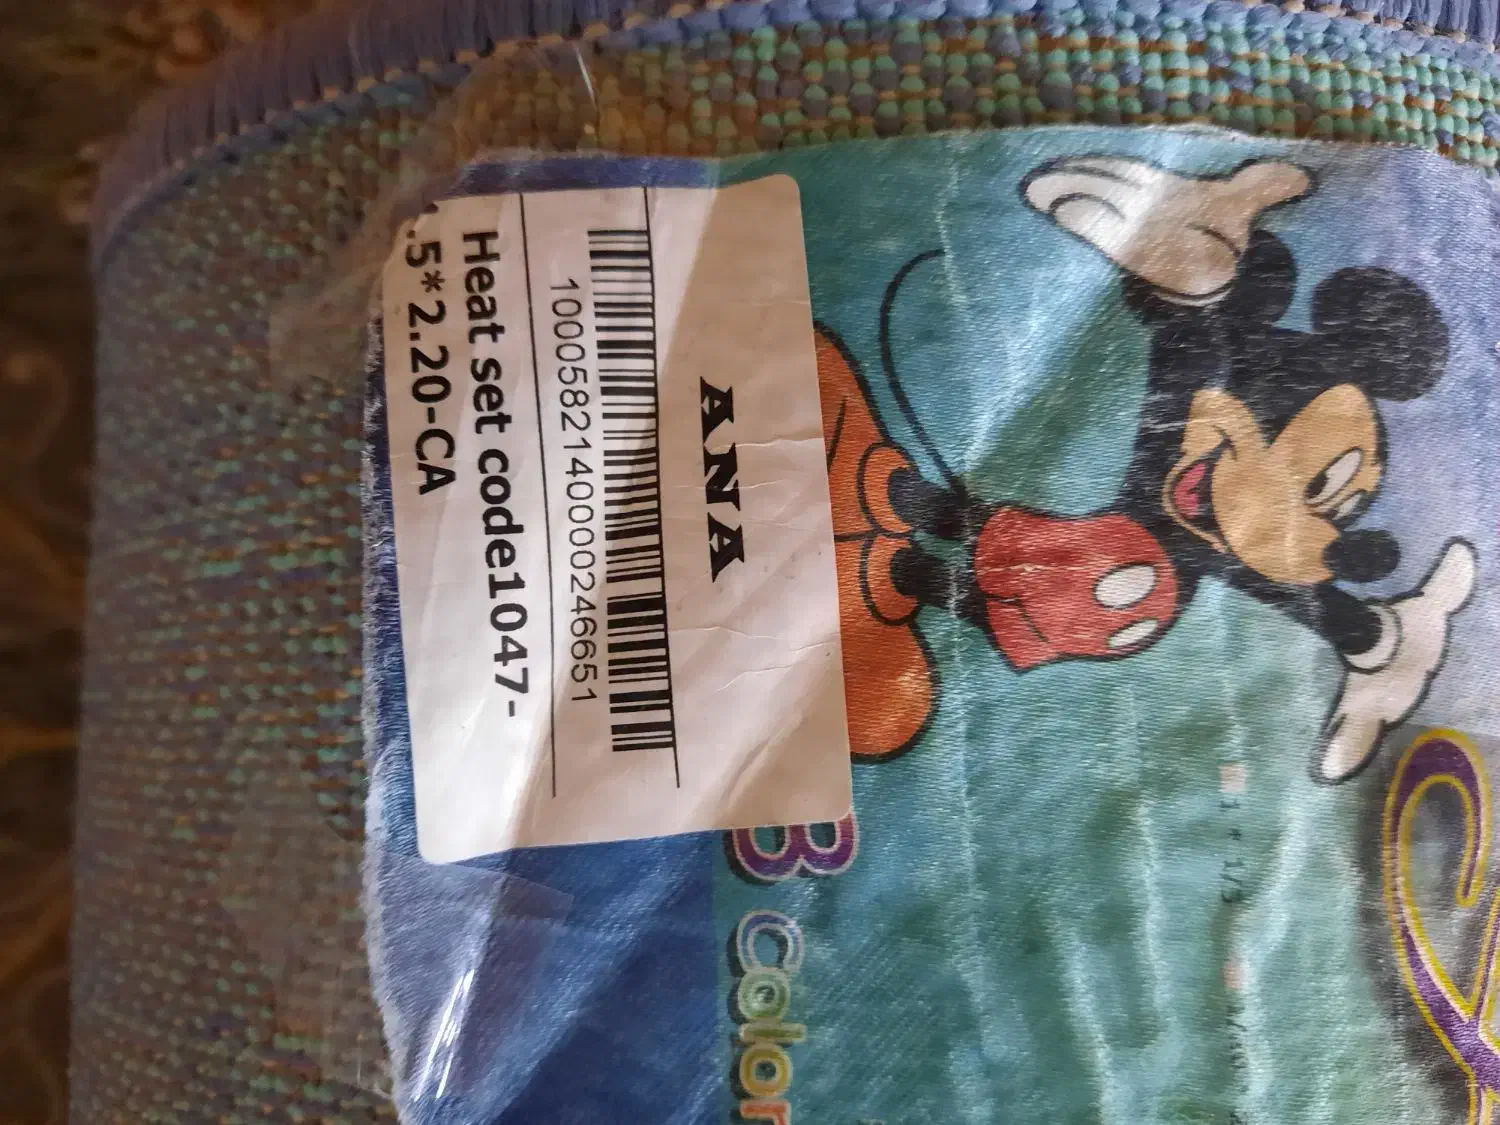 ANA
1000582140000246651
Heat set code1047-
.5*2.20-CA
B Color